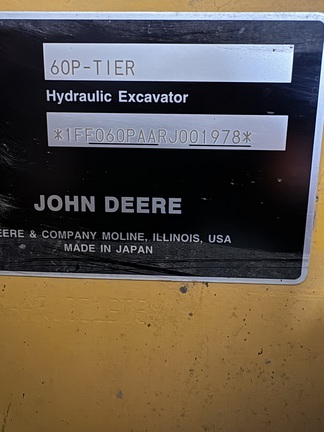 60P-TIER
Hydraulic Excavator
*1FF060PAARJ001978*
JOHN DEERE
EERE & COMPANY MOLINE, ILLINOIS, USA
MADE IN JAPAN